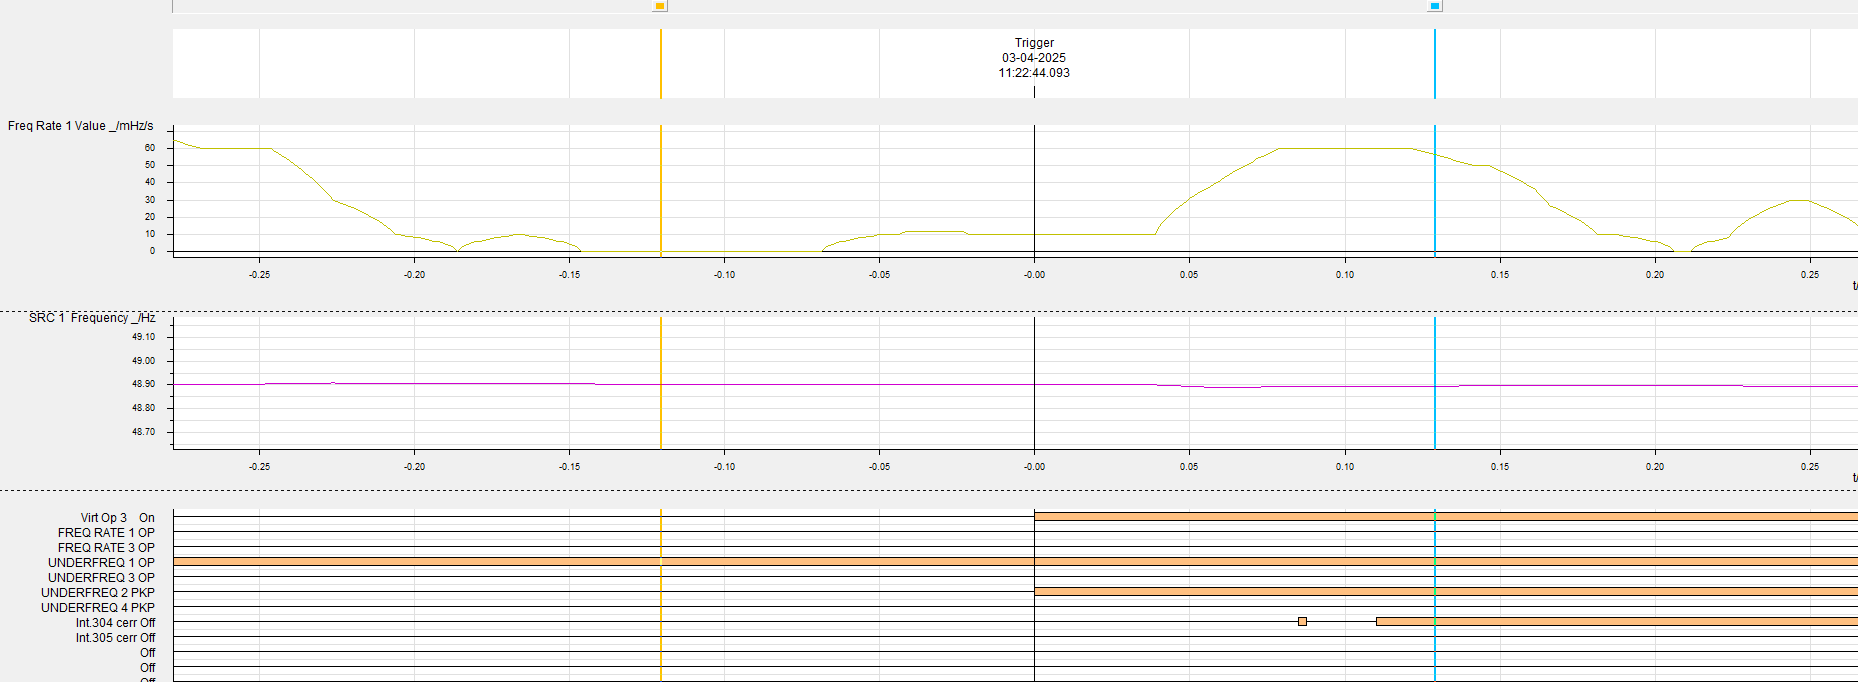 Trigger
03-04-2025
11:22:44.093
Freq Rate 1 Value _/mHz/s
60
50
40
30
20
10
0
-0.25 -0.20 -0.15 -0.10 -0.05 -0.00 0.05 0.10 0.15 0.20 0.25
t/
SRC 1 Frequency _/Hz
49.10
49.00
48.90
48.80
48.70
-0.25 -0.20 -0.15 -0.10 -0.05 -0.00 0.05 0.10 0.15 0.20 0.25
t/
Virt Op 3 On
FREQ RATE 1 OP
FREQ RATE 3 OP
UNDERFREQ 1 OP
UNDERFREQ 3 OP
UNDERFREQ 2 PKP
UNDERFREQ 4 PKP
Int.304 cerr Off
Int.305 cerr Off
Off
Off
Off